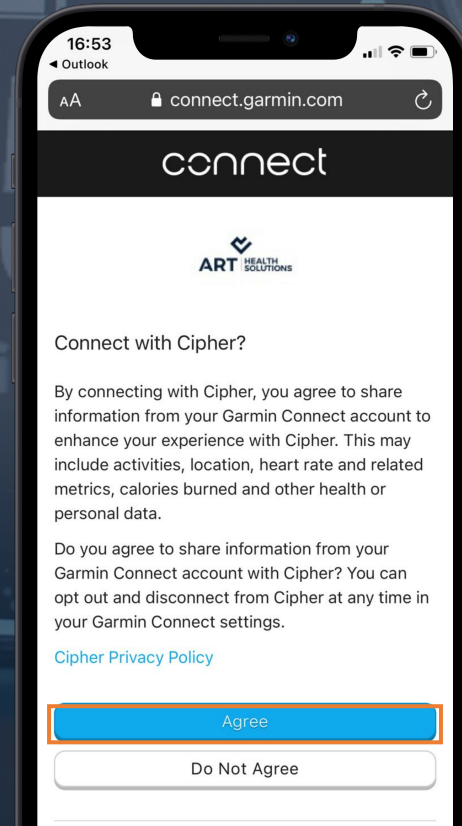 16:53
◀ Outlook
AA connect.garmin.com
connect
ART HEALTH SOLUTIONS
Connect with Cipher?
By connecting with Cipher, you agree to share
information from your Garmin Connect account to
enhance your experience with Cipher. This may
include activities, location, heart rate and related
metrics, calories burned and other health or
personal data.
Do you agree to share information from your
Garmin Connect account with Cipher? You can
opt out and disconnect from Cipher at any time in
your Garmin Connect settings.
Cipher Privacy Policy
Agree
Do Not Agree